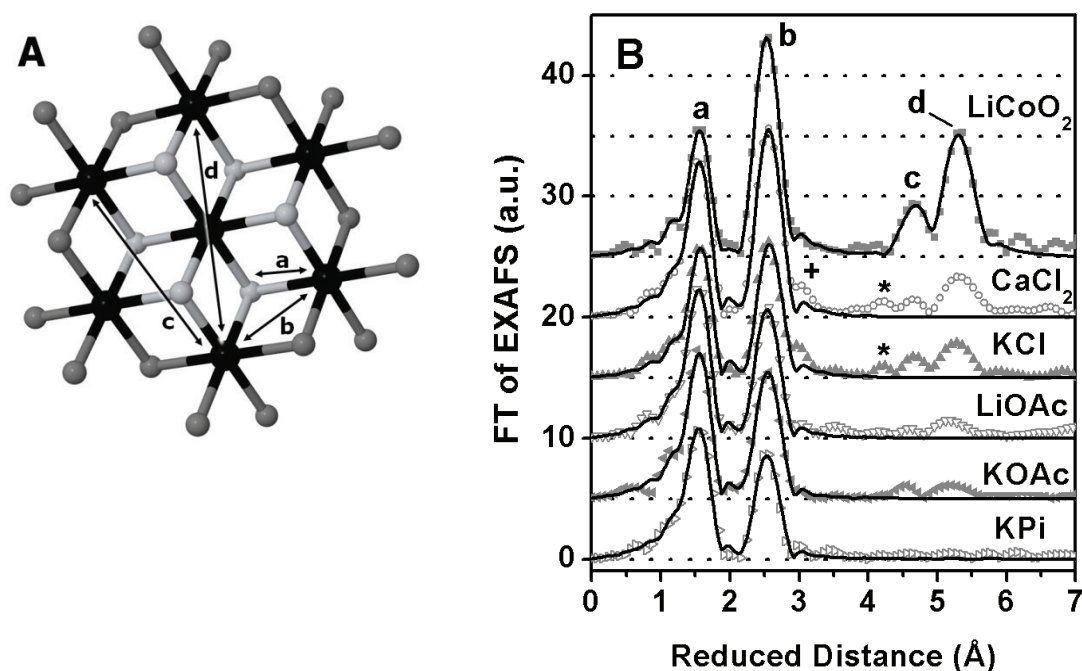 A
d
a
b
c
B
FT of EXAFS (a.u.)
40
30
20
10
0
a
b
c
d
LiCoO₂
+
*
CaCl₂
*
KCl
LiOAc
KOAc
KPi
0 1 2 3 4 5 6 7
Reduced Distance (Å)